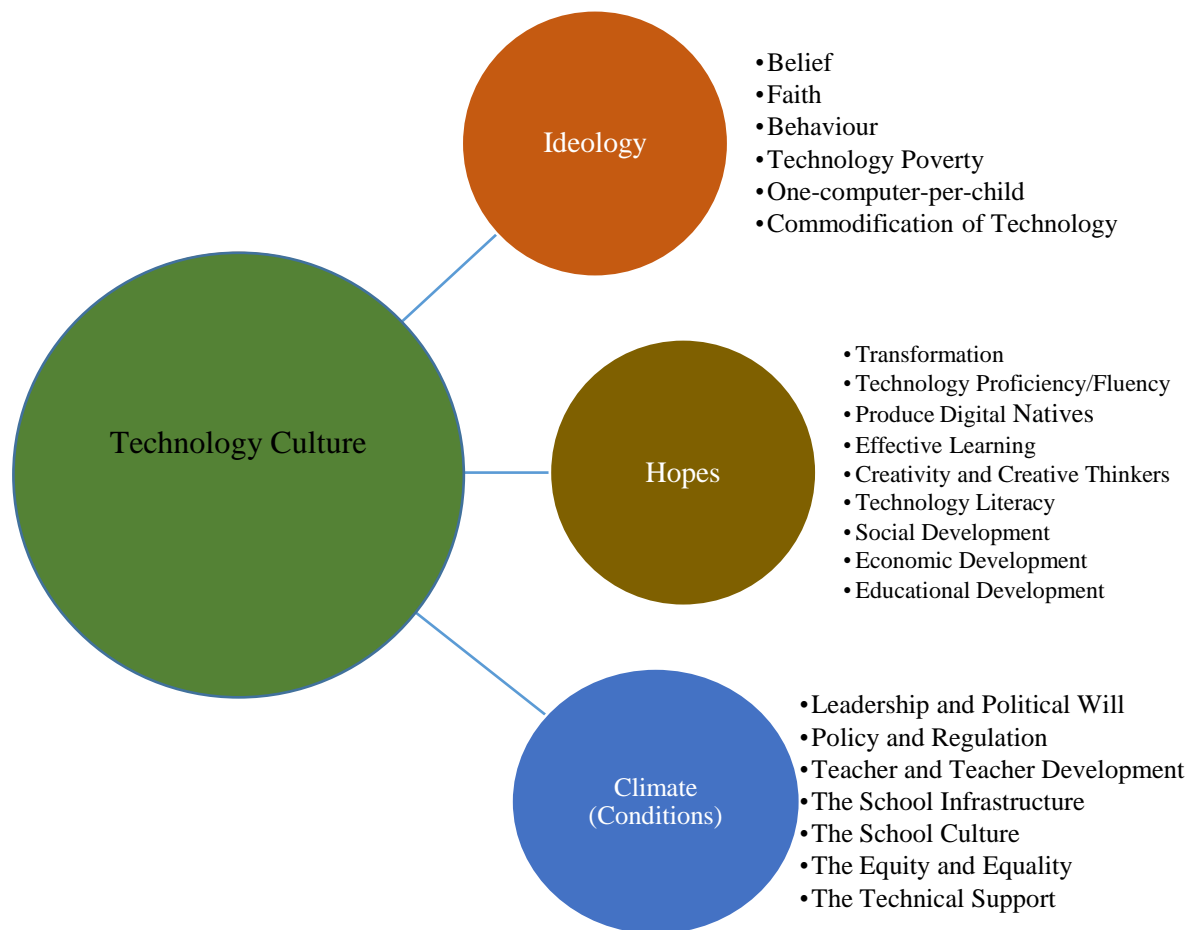 Technology Culture
Ideology
•Belief
•Faith
•Behaviour
•Technology Poverty
•One-computer-per-child
•Commodification of Technology
Hopes
•Transformation
•Technology Proficiency/Fluency
•Produce Digital Natives
•Effective Learning
•Creativity and Creative Thinkers
•Technology Literacy
•Social Development
•Economic Development
•Educational Development
Climate
(Conditions)
•Leadership and Political Will
•Policy and Regulation
•Teacher and Teacher Development
•The School Infrastructure
•The School Culture
•The Equity and Equality
•The Technical Support